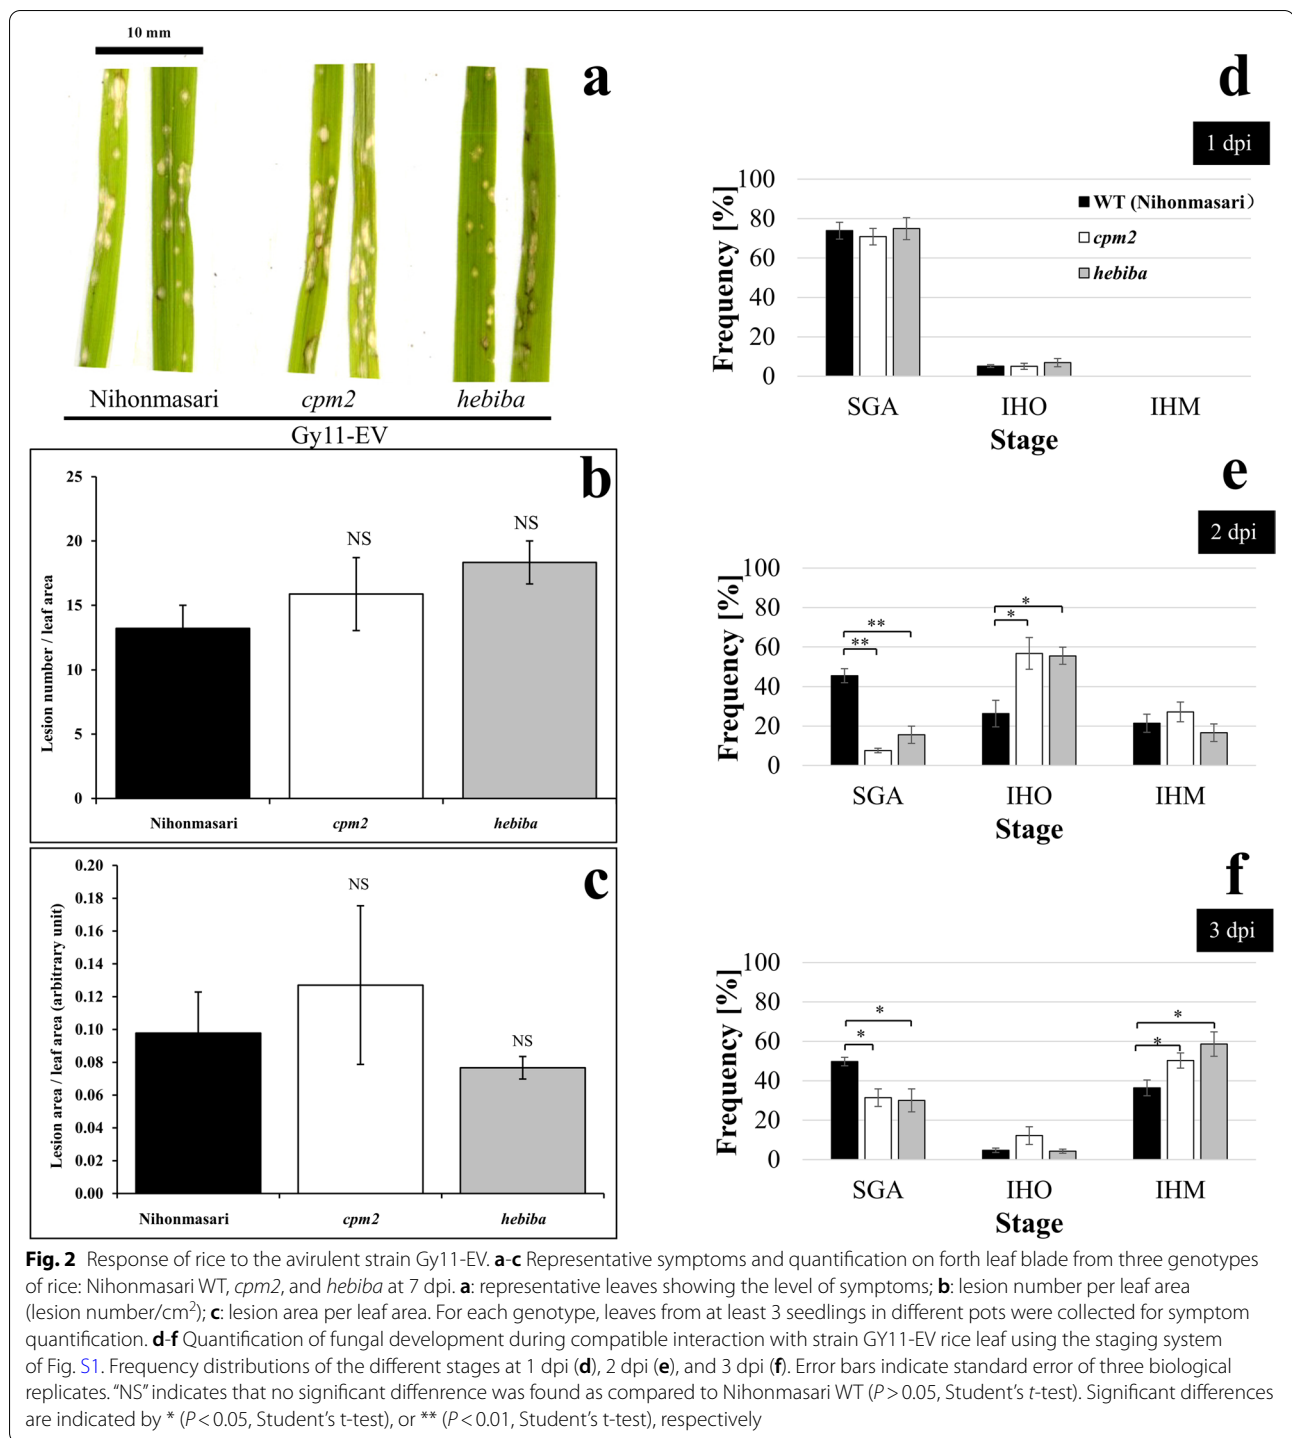 10 mm
a
Nihonmasari cpm2 hebiba
Gy11-EV
b
25
20
15
10
5
0
Lesion number / leaf area
NS
NS
Nihonmasari cpm2 hebiba
c
0.20
0.18
0.16
0.14
0.12
0.10
0.08
0.06
0.04
0.02
0.00
Lesion area / leaf area (arbitrary unit)
NS
NS
Nihonmasari cpm2 hebiba
d
1 dpi
Frequency [%]
100
80
60
40
20
0
WT (Nihonmasari）
cpm2
hebiba
SGA IHO IHM
Stage
e
2 dpi
Frequency [%]
100
80
60
40
20
0
**
**
*
*
SGA IHO IHM
Stage
f
3 dpi
Frequency [%]
100
80
60
40
20
0
*
*
*
*
SGA IHO IHM
Stage
Fig. 2 Response of rice to the avirulent strain Gy11-EV. a-c Representative symptoms and quantification on forth leaf blade from three genotypes
of rice: Nihonmasari WT, cpm2, and hebiba at 7 dpi. a: representative leaves showing the level of symptoms; b: lesion number per leaf area
(lesion number/cm²); c: lesion area per leaf area. For each genotype, leaves from at least 3 seedlings in different pots were collected for symptom
quantification. d-f Quantification of fungal development during compatible interaction with strain GY11-EV rice leaf using the staging system
of Fig. S1. Frequency distributions of the different stages at 1 dpi (d), 2 dpi (e), and 3 dpi (f). Error bars indicate standard error of three biological
replicates. “NS” indicates that no significant diffenrence was found as compared to Nihonmasari WT (P > 0.05, Student’s t-test). Significant differences
are indicated by * (P < 0.05, Student’s t-test), or ** (P < 0.01, Student’s t-test), respectively